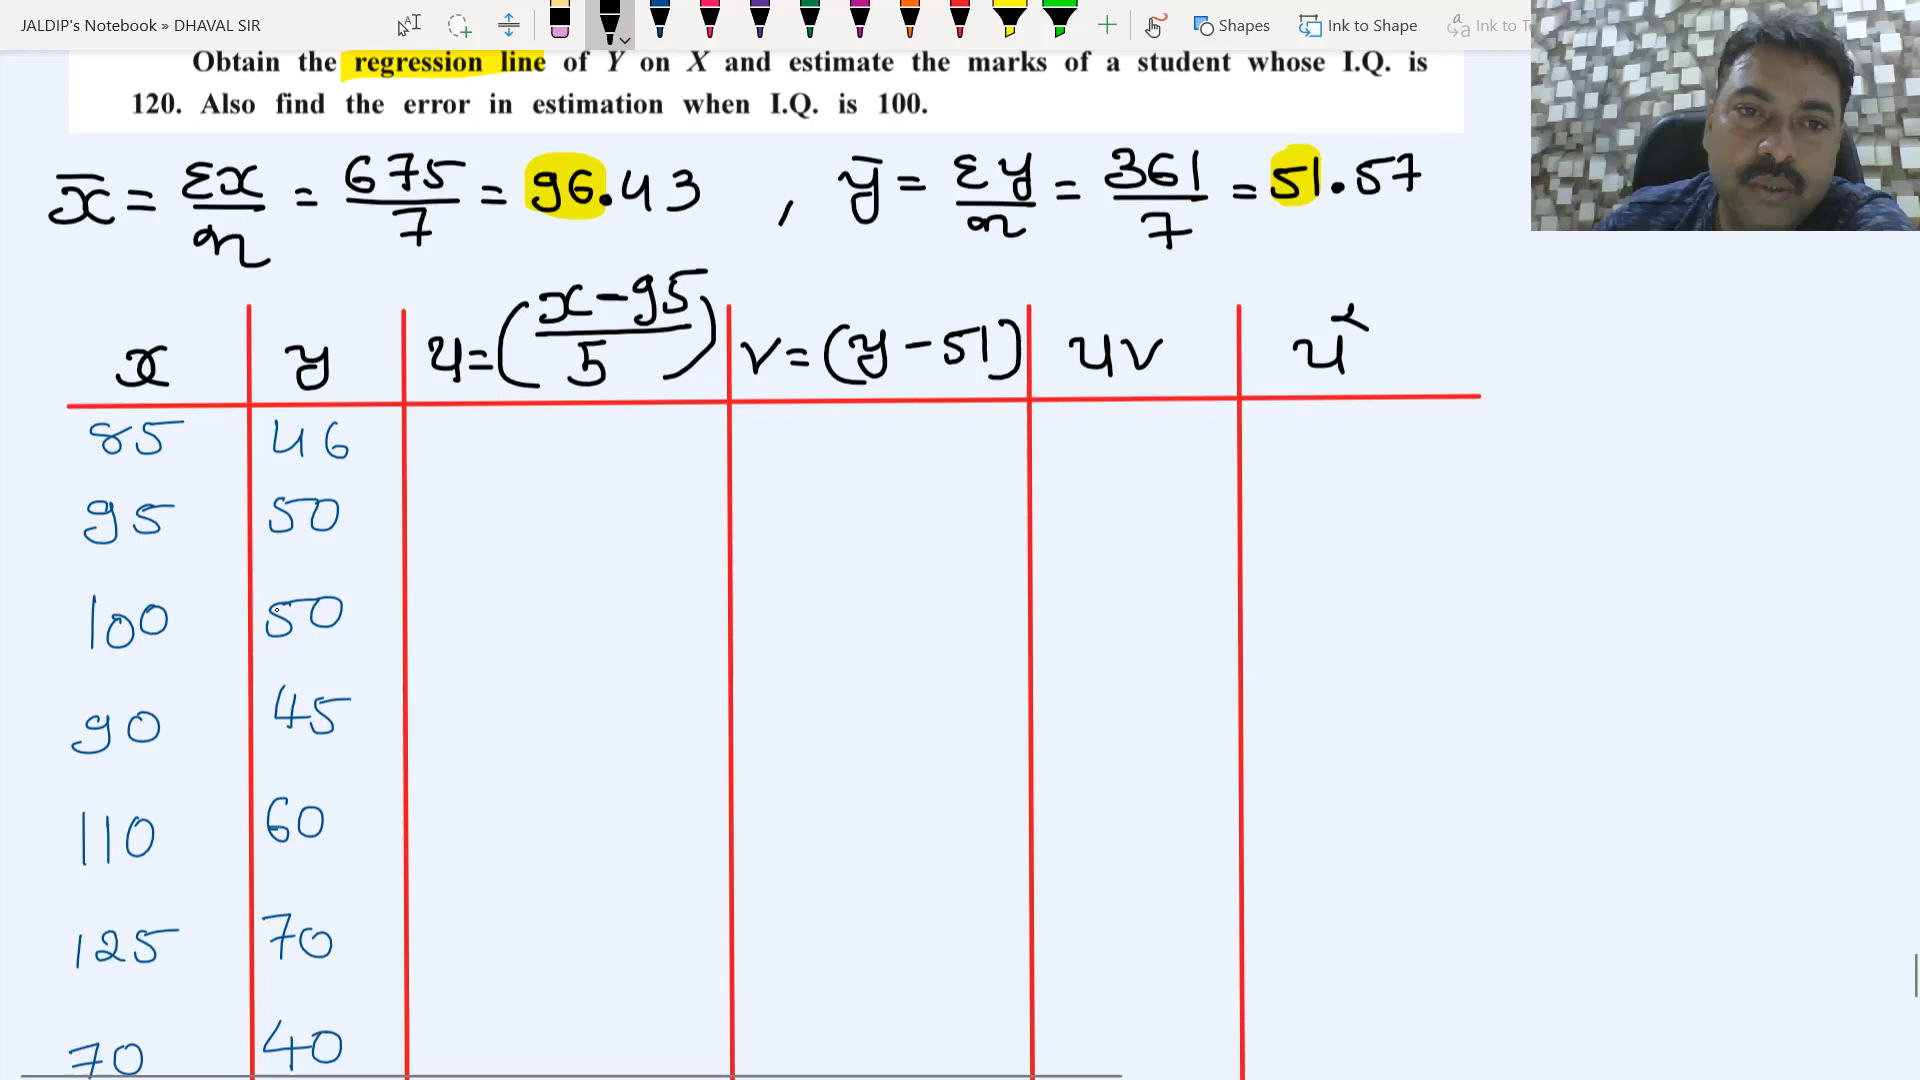 JALDIP's Notebook » DHAVAL SIR
Shapes
Ink to Shape
Ink to T
Obtain the regression line of Y on X and estimate the marks of a student whose I.Q. is
120. Also find the error in estimation when I.Q. is 100.
x̄ = Σx/n = 675/7 = 96.43 , ȳ = Σy/n = 361/7 = 51.57
x y u=(x-95/5) v=(y-51) uv u²
85 46
95 50
100 50
90 45
110 60
125 70
70 40